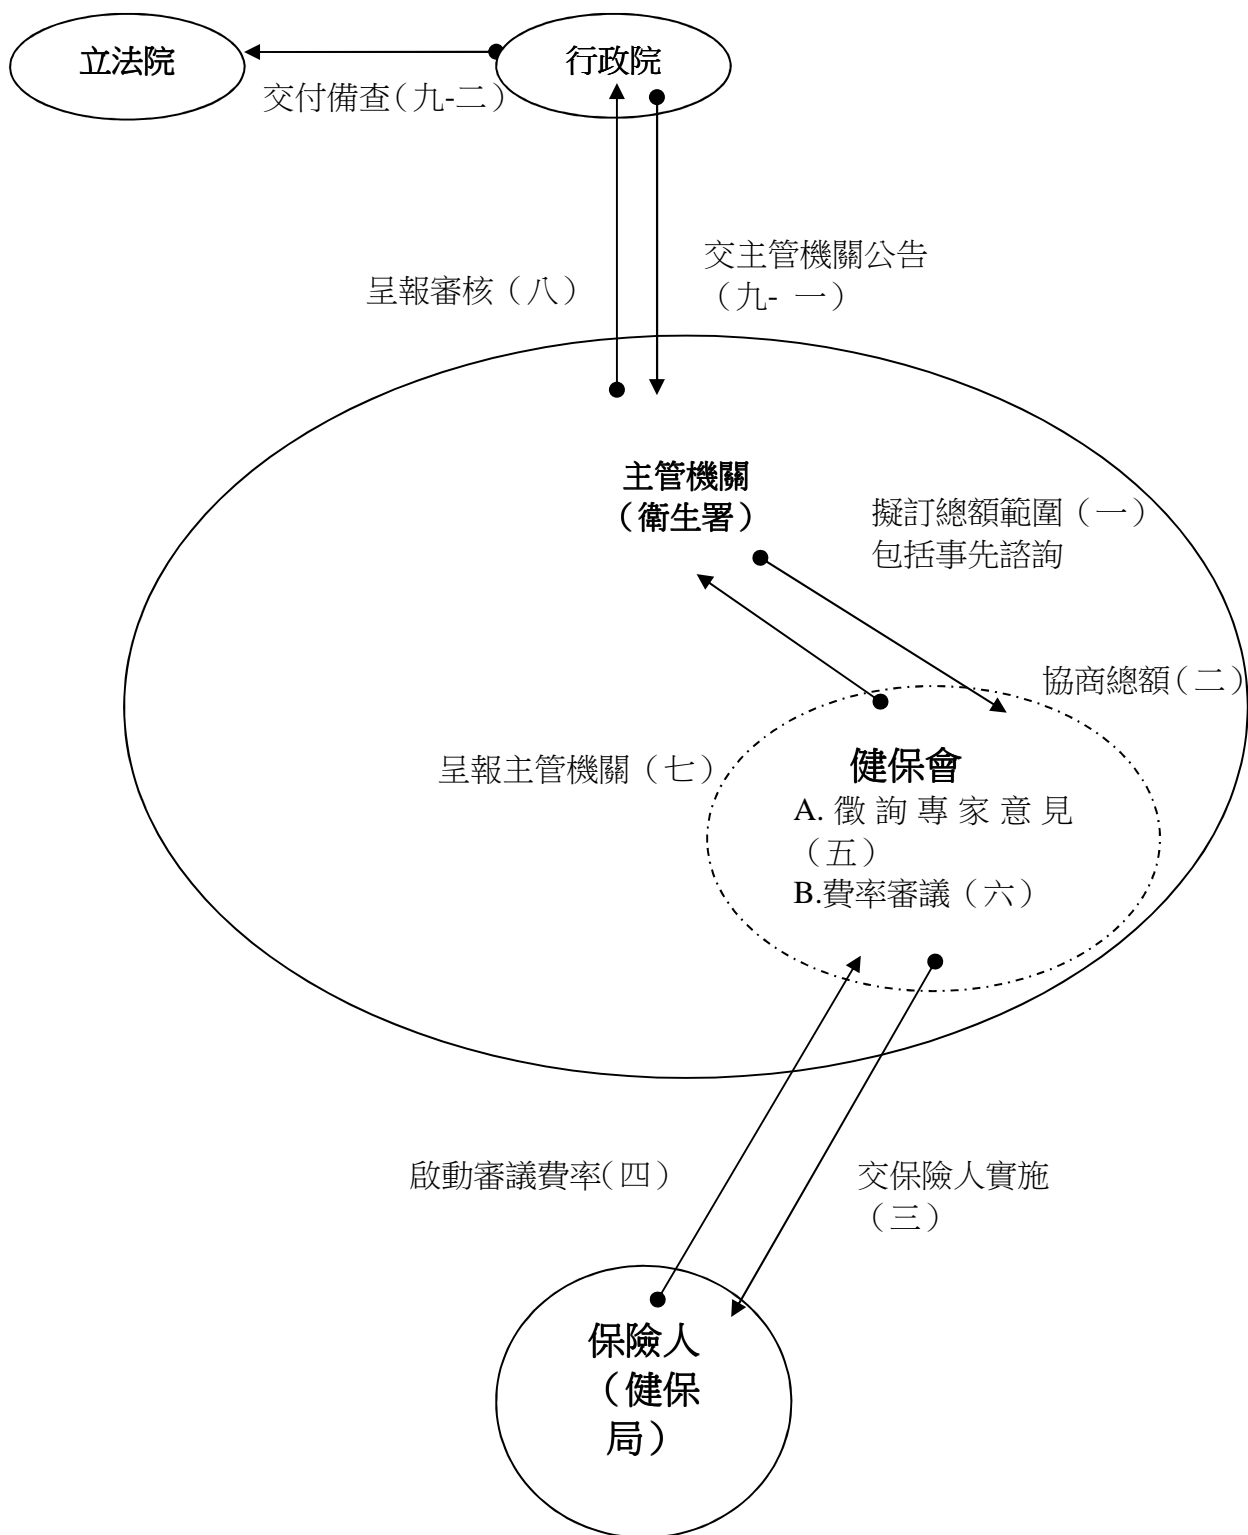 立法院
行政院
交付備查(九-二)
交主管機關公告
(九- 一)
呈報審核(八)
主管機關
(衛生署)
擬訂總額範圍(一)
包括事先諮詢
協商總額(二)
呈報主管機關(七)
健保會
A. 徵詢專家意見
(五)
B.費率審議(六)
啟動審議費率(四)
交保險人實施
(三)
保險人
(健保
局)